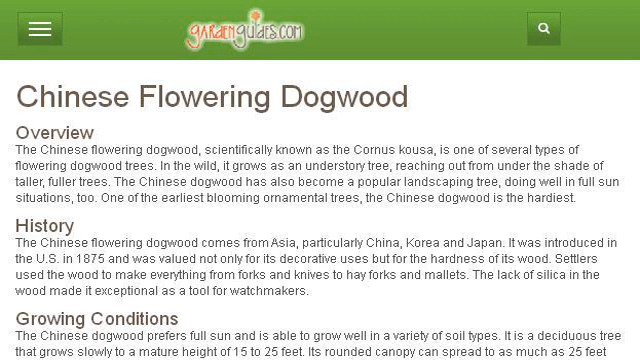 gardenguides.com
Chinese Flowering Dogwood
Overview
The Chinese flowering dogwood, scientifically known as the Cornus kousa, is one of several types of
flowering dogwood trees. In the wild, it grows as an understory tree, reaching out from under the shade of
taller, fuller trees. The Chinese dogwood has also become a popular landscaping tree, doing well in full sun
situations, too. One of the earliest blooming ornamental trees, the Chinese dogwood is the hardiest.
History
The Chinese flowering dogwood comes from Asia, particularly China, Korea and Japan. It was introduced in
the U.S. in 1875 and was valued not only for its decorative uses but for the hardness of its wood. Settlers
used the wood to make everything from forks and knives to hay forks and mallets. The lack of silica in the
wood made it exceptional as a tool for watchmakers.
Growing Conditions
The Chinese dogwood prefers full sun and is able to grow well in a variety of soil types. It is a deciduous tree
that grows slowly to a mature height of 15 to 25 feet. Its rounded canopy can spread to as much as 25 feet